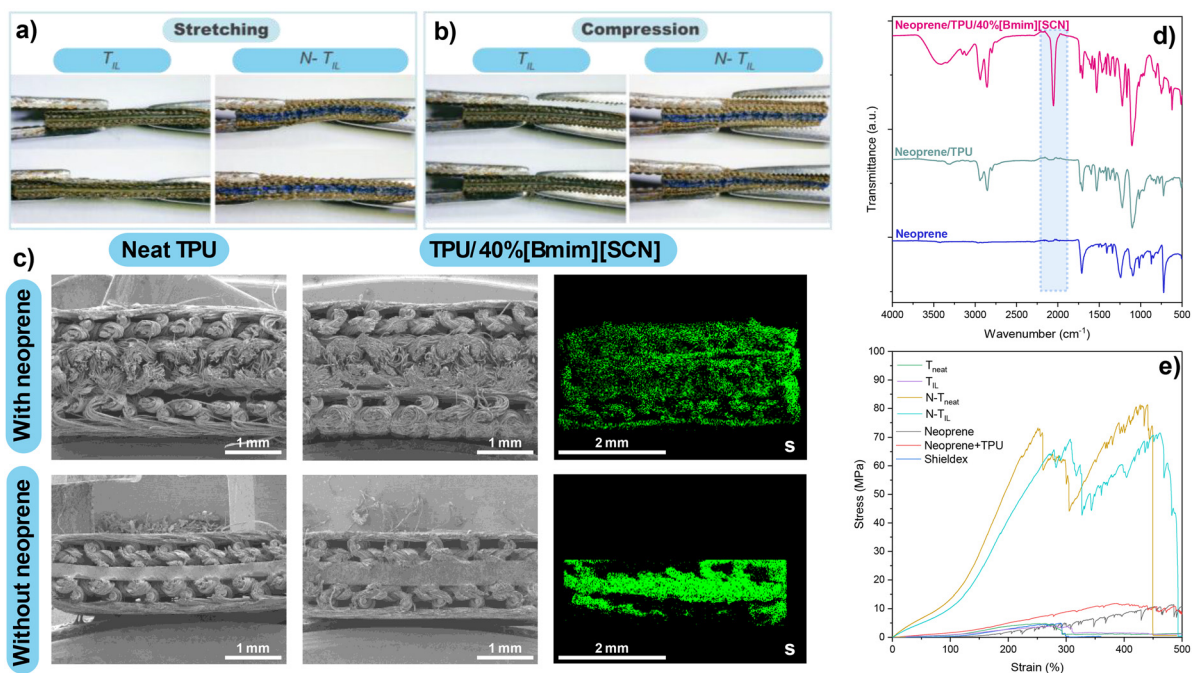 a)
Stretching
T_IL
N- T_IL
b)
Compression
T_IL
N- T_IL
c)
Neat TPU
TPU/ 40%[Bmim][SCN]
With neoprene
1 mm
1 mm
2 mm
S
Without neoprene
1 mm
1 mm
2 mm
S
d)
Neoprene/TPU/40%[Bmim][SCN]
Neoprene/TPU
Neoprene
Transmittance (a.u.)
4000 3500 3000 2500 2000 1500 1000 500
Wavenumber (cm⁻¹)
e)
T_neat
T_IL
N-T_neat
N-T_IL
Neoprene
Neoprene+TPU
Shieldex
Stress (MPa)
100
90
80
70
60
50
40
30
20
10
0
0 100 200 300 400 500
Strain (%)